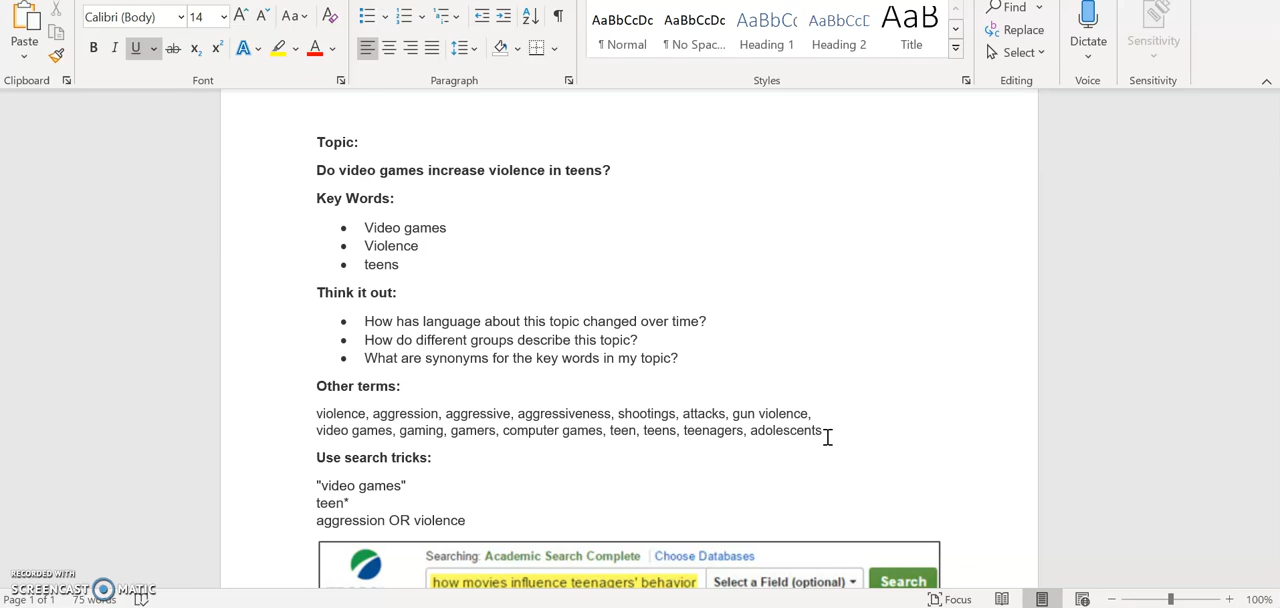 Calibri (Body) 14 Aa
AaBbCcDc AaBbCcDc AaBbCc AaBbCcD AaB
Find
Paste
B I U ab x₂ x² A A
¶ Normal ¶ No Spac... Heading 1 Heading 2 Title
Replace
Dictate Sensitivity
Select
Clipboard Font Paragraph Styles Editing Voice Sensitivity
Topic:
Do video games increase violence in teens?
Key Words:
• Video games
• Violence
• teens
Think it out:
• How has language about this topic changed over time?
• How do different groups describe this topic?
• What are synonyms for the key words in my topic?
Other terms:
violence, aggression, aggressive, aggressiveness, shootings, attacks, gun violence,
video games, gaming, gamers, computer games, teen, teens, teenagers, adolescents
Use search tricks:
"video games"
teen*
aggression OR violence
Searching: Academic Search Complete Choose Databases
how movies influence teenagers' behavior Select a Field (optional) Search
RECORDED WITH
SCREENCAST MATIC
Page 1 of 1 75 words Focus 100%